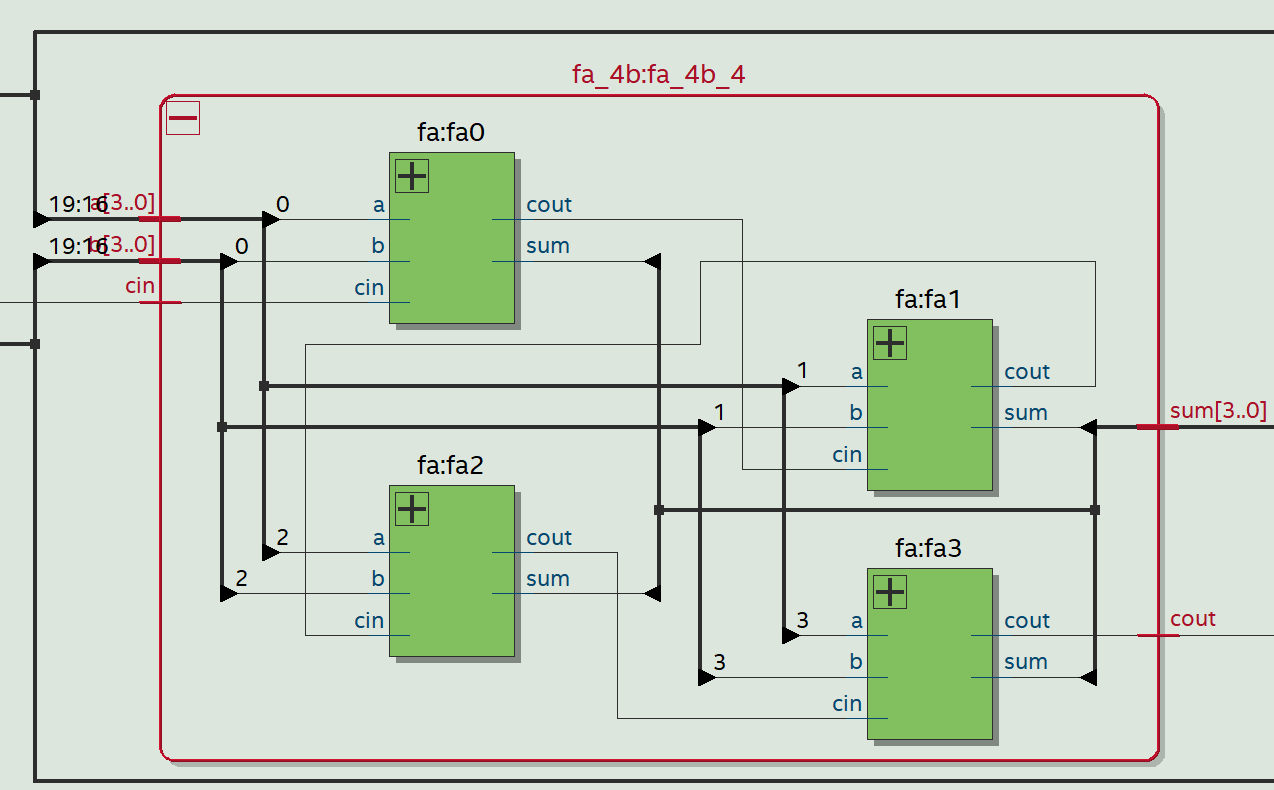 fa_4b:fa_4b_4
fa:fa0
19:16 a[3..0] 0 a cout
19:16 b[3..0] 0 b sum
cin cin
fa:fa1
1 a cout
1 b sum sum[3..0]
cin
fa:fa2
2 a cout
2 b sum
cin
fa:fa3
3 a cout cout
3 b sum
cin